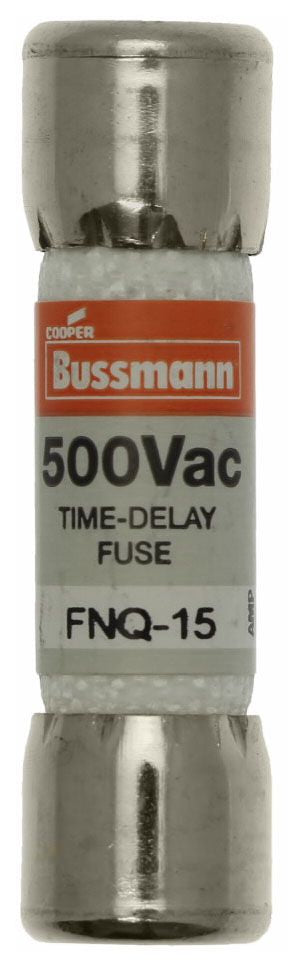 COOPER
Bussmann
500Vac
TIME-DELAY
FUSE
FNQ-15
AMP